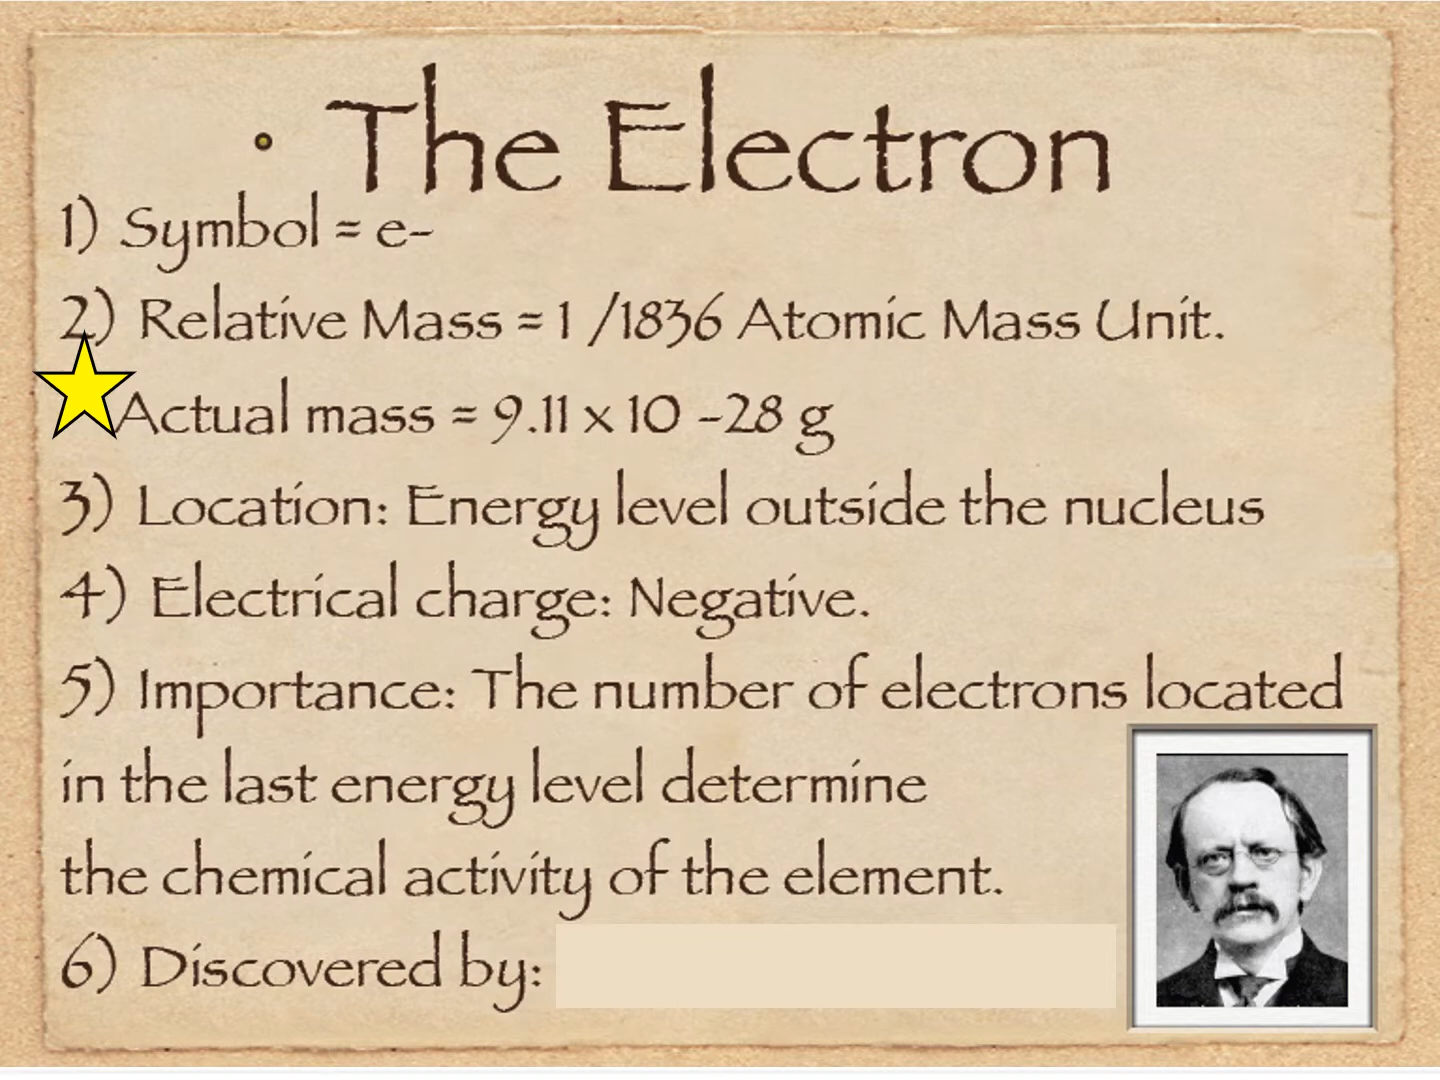 • The Electron
1) Symbol = e-
2) Relative Mass = 1 /1836 Atomic Mass Unit.
Actual mass = 9.11 x 10 -28 g
3) Location: Energy level outside the nucleus
4) Electrical charge: Negative.
5) Importance: The number of electrons located
in the last energy level determine
the chemical activity of the element.
6) Discovered by: